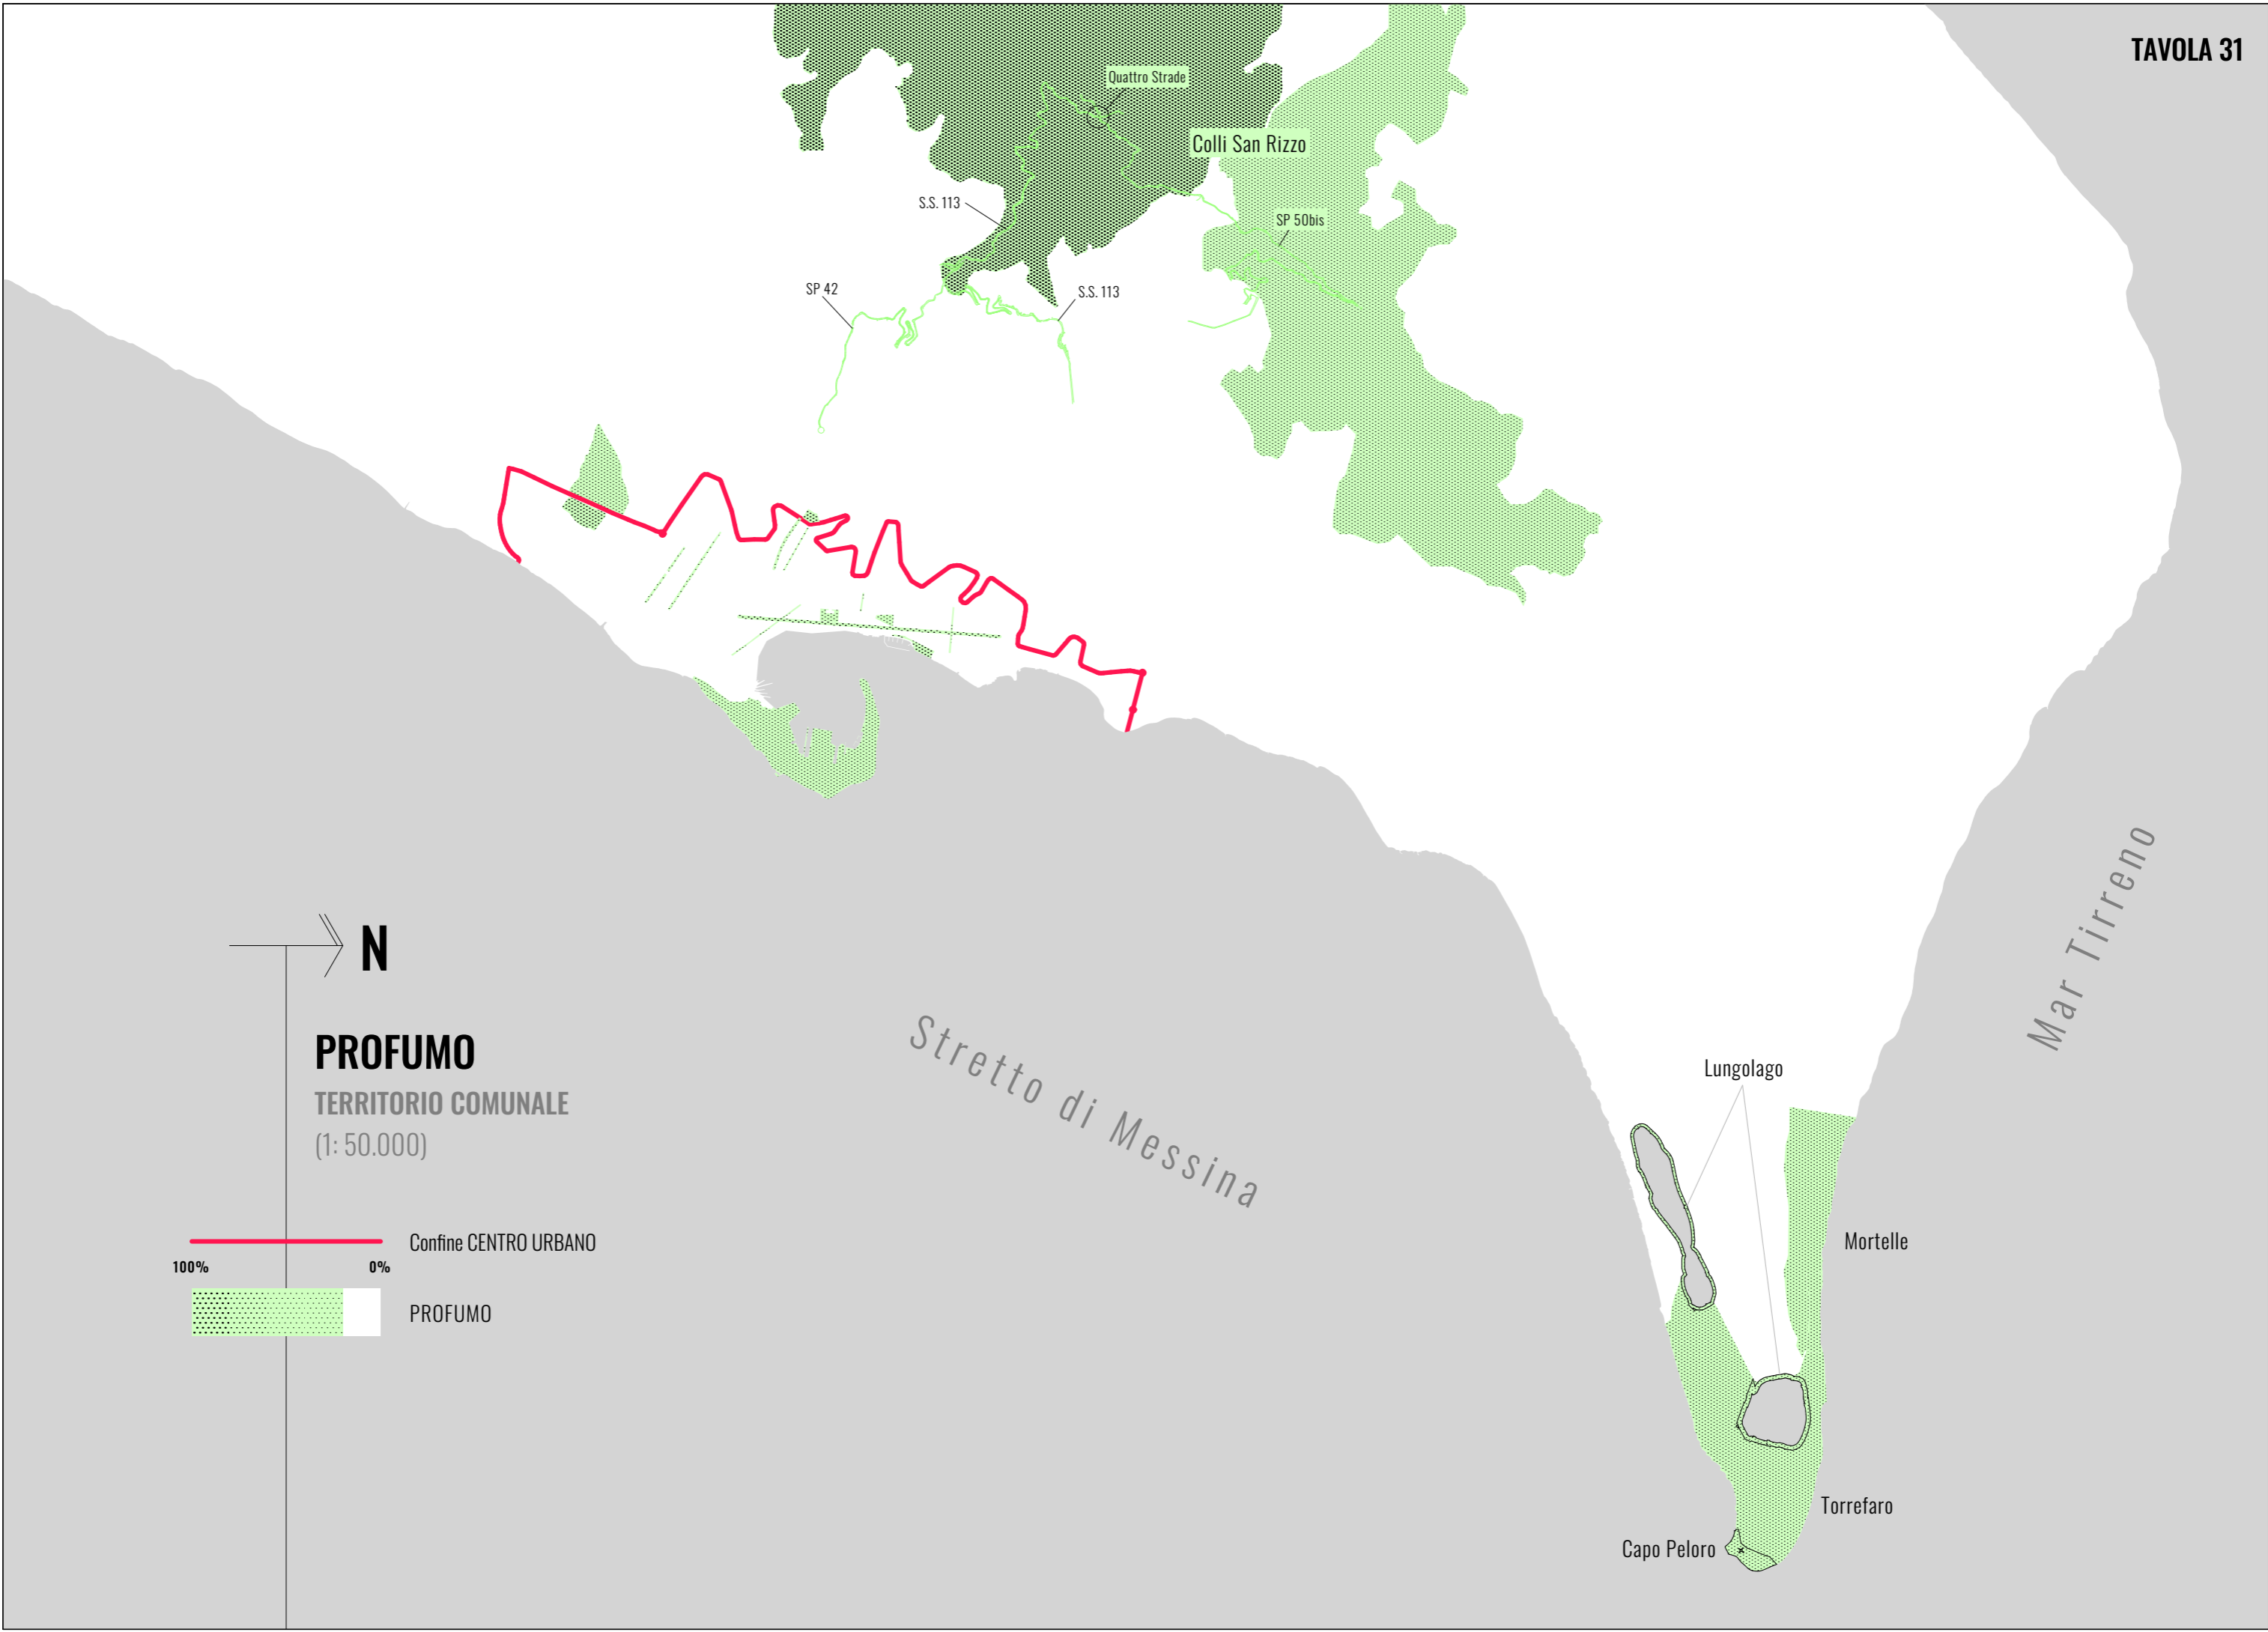 TAVOLA 31
Quattro Strade
Colli San Rizzo
S.S. 113
SP 50bis
SP 42
S.S. 113
Mar Tirreno
N
PROFUMO
TERRITORIO COMUNALE
(1: 50.000)
Stretto di Messina
Lungolago
Confine CENTRO URBANO
Mortelle
100% 0%
PROFUMO
Torrefaro
Capo Peloro